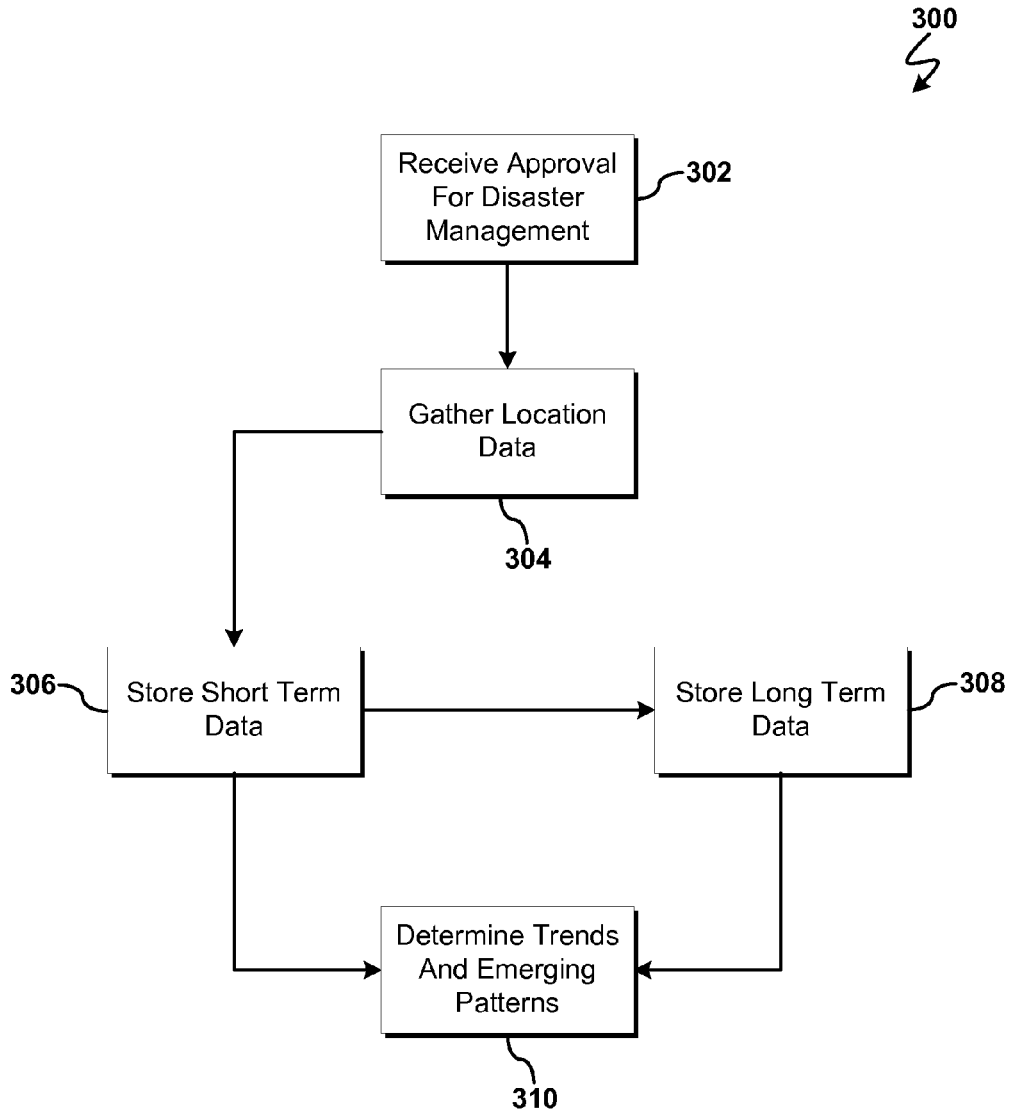 300
Receive Approval
For Disaster
Management
302
Gather Location
Data
304
306
Store Short Term
Data
Store Long Term
Data
308
Determine Trends
And Emerging
Patterns
310